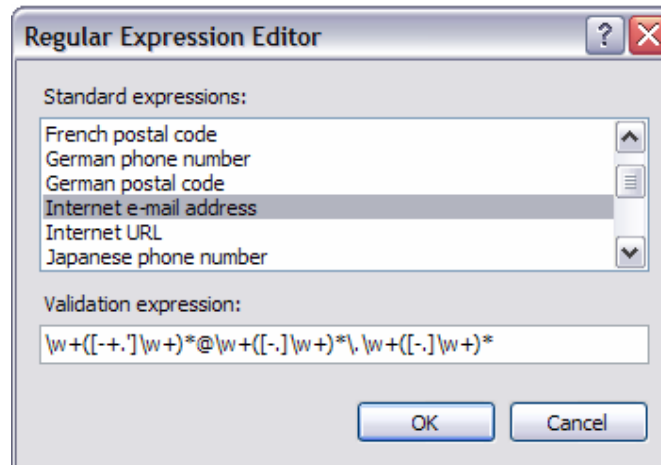 Regular Expression Editor
Standard expressions:
French postal code
German phone number
German postal code
Internet e-mail address
Internet URL
Japanese phone number
Validation expression:
\w+([-+.']\w+)*@\w+([-.]\w+)*\.\w+([-.]\w+)*
OK Cancel